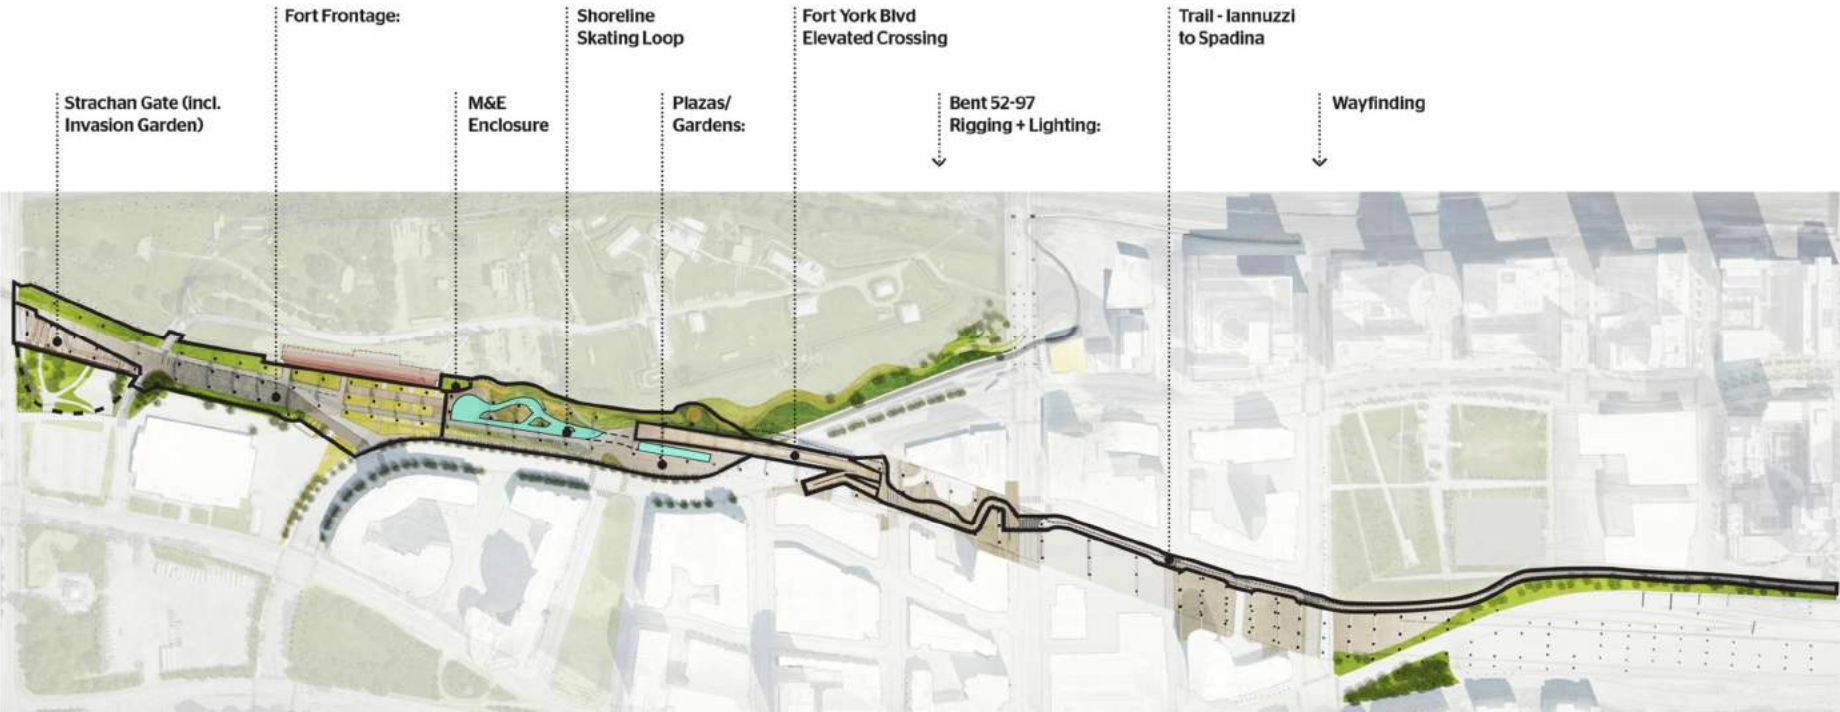 Fort Frontage:
Shoreline
Skating Loop
Fort York Blvd
Elevated Crossing
Trail - Iannuzzi
to Spadina
Strachan Gate (incl.
Invasion Garden)
M&E
Enclosure
Plazas/
Gardens:
Bent 52-97
Rigging + Lighting:
Wayfinding